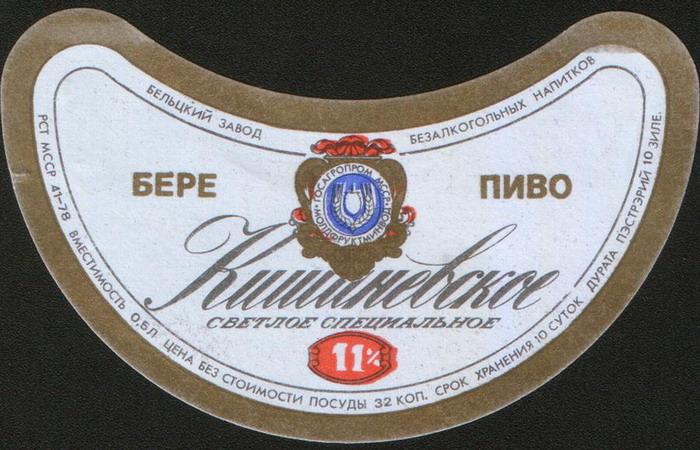 БЕЛЬЦКИЙ ЗАВОД БЕЗАЛКОГОЛЬНЫХ НАПИТКОВ
БЕРЕ ПИВО
ГОСАГРОПРОМ МССР
МОЛДФРУКТМИНВОД
Кишиневское
СВЕТЛОЕ СПЕЦИАЛЬНОЕ
11%
РСТ МССР 41-78 ВМЕСТИМОСТЬ 0,5Л ЦЕНА БЕЗ СТОИМОСТИ ПОСУДЫ 32 КОП. СРОК ХРАНЕНИЯ 10 СУТОК ДУРАТА ПЭСТРЭРИЙ 10 ЗИЛЕ.